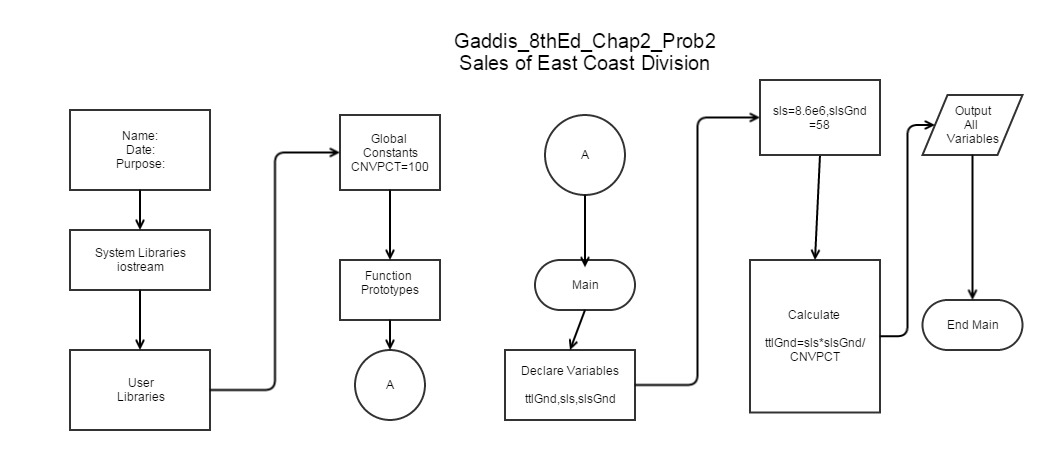 Gaddis_8thEd_Chap2_Prob2
Sales of East Coast Division
Name:
Date:
Purpose:
System Libraries
iostream
User
Libraries
Global
Constants
CNVPCT=100
Function
Prototypes
A
A
Main
Declare Variables
ttlGnd,sls,slsGnd
sls=8.6e6,slsGnd
=58
Calculate
ttlGnd=sls*slsGnd/
CNVPCT
Output
All
Variables
End Main